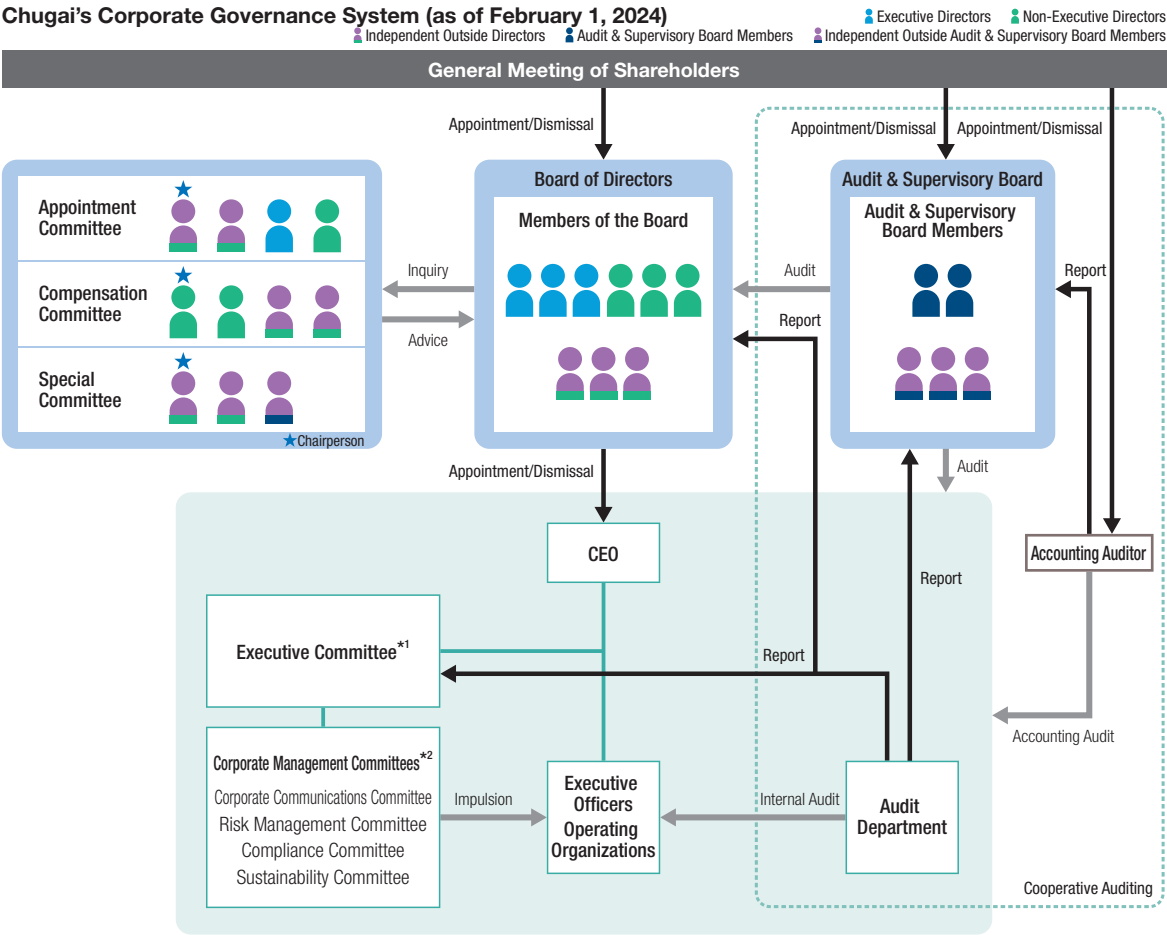 Chugai’s Corporate Governance System (as of February 1, 2024)
Executive Directors
Non-Executive Directors
Independent Outside Directors
Audit & Supervisory Board Members
Independent Outside Audit & Supervisory Board Members
General Meeting of Shareholders
Appointment/Dismissal
Appointment/Dismissal
Appointment/Dismissal
Appointment
Committee
Compensation
Committee
Special
Committee
★Chairperson
Inquiry
Advice
Board of Directors
Members of the Board
Audit
Report
Audit & Supervisory Board
Audit & Supervisory
Board Members
Report
Appointment/Dismissal
Audit
CEO
Accounting Auditor
Report
Executive Committee*1
Report
Accounting Audit
Corporate Management Committees*2
Corporate Communications Committee
Risk Management Committee
Compliance Committee
Sustainability Committee
Impulsion
Executive
Officers
Operating
Organizations
Internal Audit
Audit
Department
Cooperative Auditing